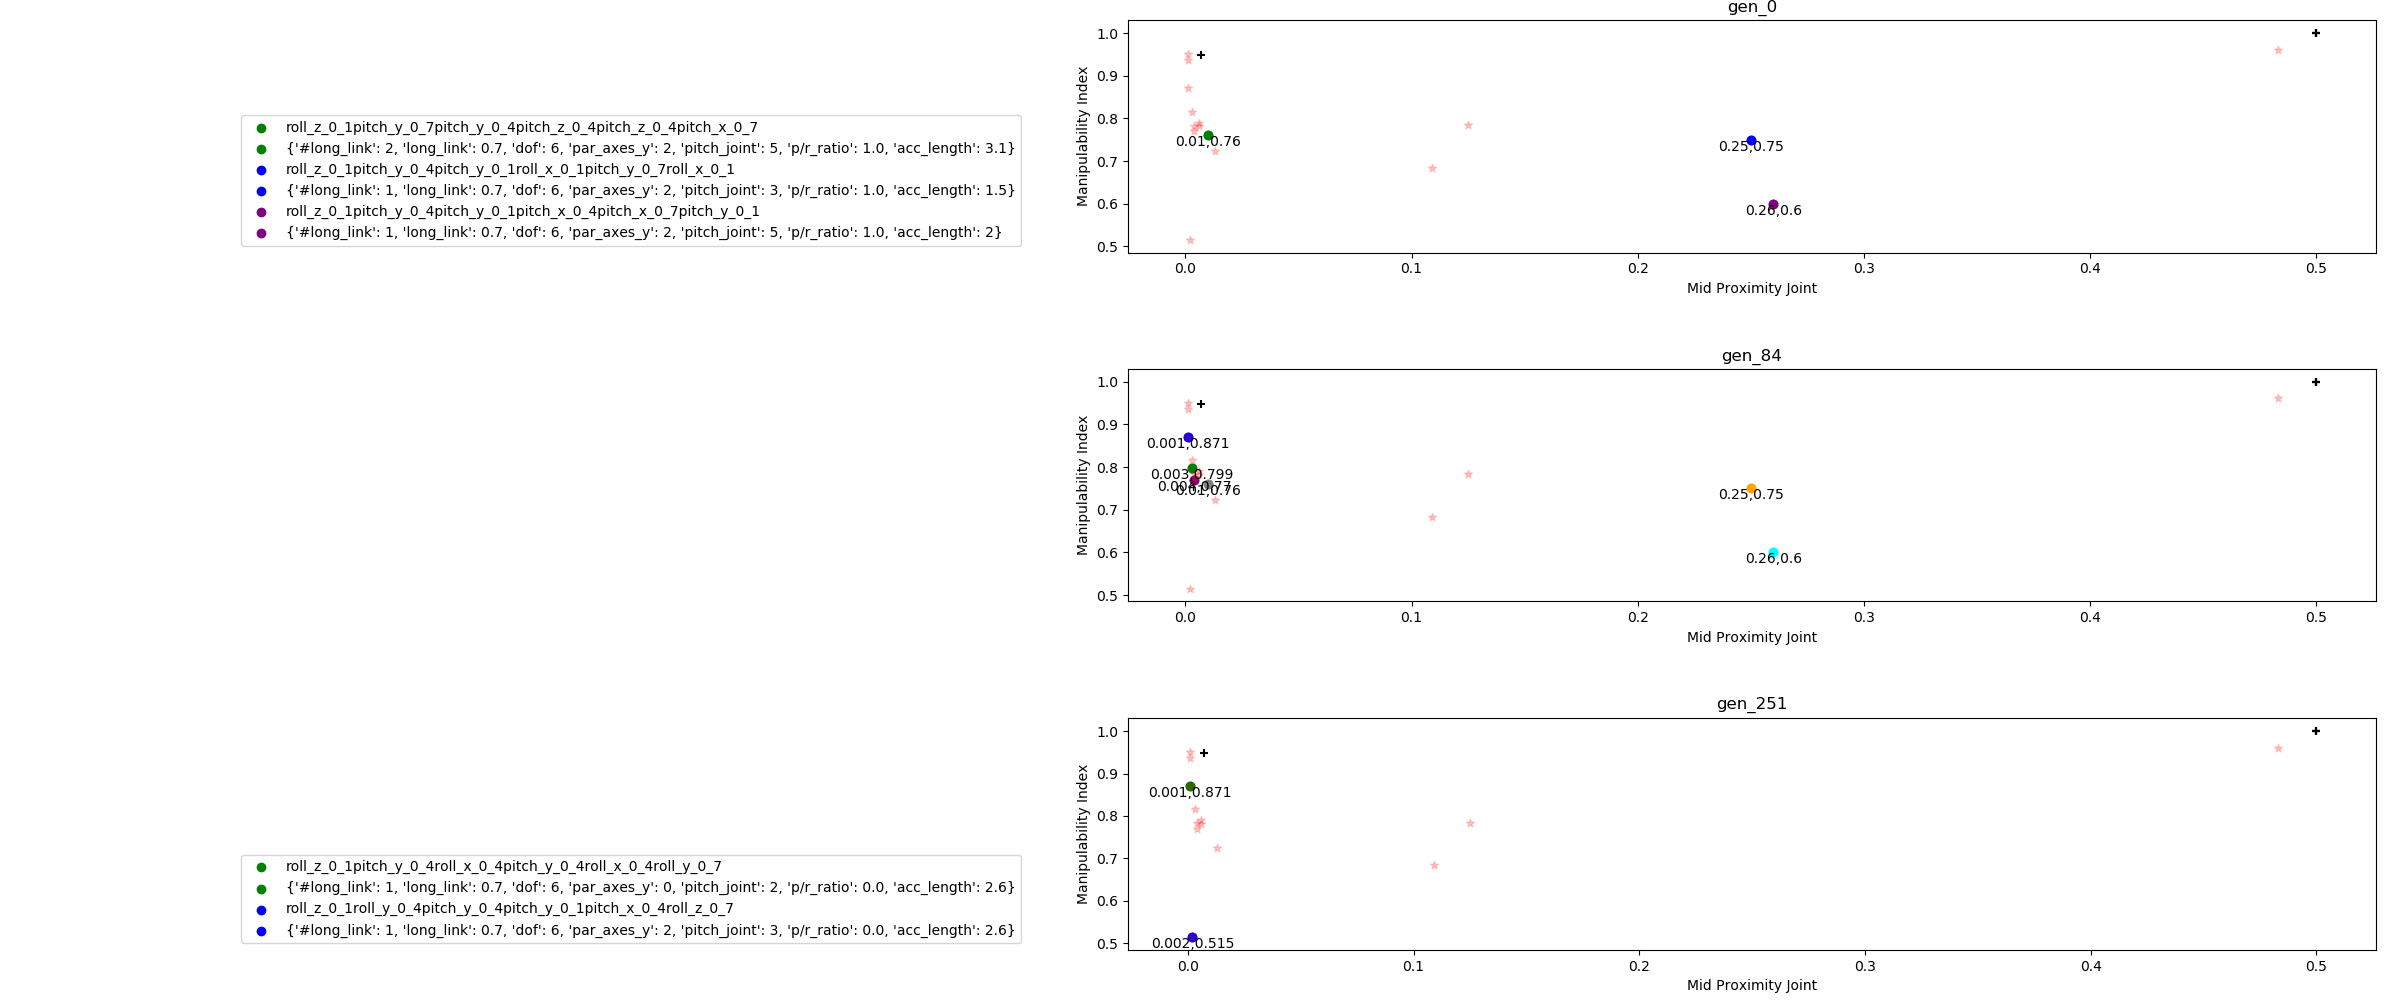 gen_0
roll_z_0_1pitch_y_0_7pitch_y_0_4pitch_z_0_4pitch_z_0_4pitch_x_0_7
{'#long_link': 2, 'long_link': 0.7, 'dof': 6, 'par_axes_y': 2, 'pitch_joint': 5, 'p/r_ratio': 1.0, 'acc_length': 3.1}
roll_z_0_1pitch_y_0_4pitch_y_0_1roll_x_0_1pitch_y_0_7roll_x_0_1
{'#long_link': 1, 'long_link': 0.7, 'dof': 6, 'par_axes_y': 2, 'pitch_joint': 3, 'p/r_ratio': 1.0, 'acc_length': 1.5}
roll_z_0_1pitch_y_0_4pitch_y_0_1pitch_x_0_4pitch_x_0_7pitch_y_0_1
{'#long_link': 1, 'long_link': 0.7, 'dof': 6, 'par_axes_y': 2, 'pitch_joint': 5, 'p/r_ratio': 1.0, 'acc_length': 2}
Manipulability Index
1.0
0.9
0.8
0.7
0.6
0.5
0.01,0.76
0.25,0.75
0.26,0.6
0.0 0.1 0.2 0.3 0.4 0.5
Mid Proximity Joint
gen_84
Manipulability Index
1.0
0.9
0.8
0.7
0.6
0.5
0.001,0.871
0.003,0.799
0.004,0.77
0.01,0.76
0.25,0.75
0.26,0.6
0.0 0.1 0.2 0.3 0.4 0.5
Mid Proximity Joint
gen_251
roll_z_0_1pitch_y_0_4roll_x_0_4pitch_y_0_4roll_x_0_4roll_y_0_7
{'#long_link': 1, 'long_link': 0.7, 'dof': 6, 'par_axes_y': 0, 'pitch_joint': 2, 'p/r_ratio': 0.0, 'acc_length': 2.6}
roll_z_0_1roll_y_0_4pitch_y_0_4pitch_y_0_1pitch_x_0_4roll_z_0_7
{'#long_link': 1, 'long_link': 0.7, 'dof': 6, 'par_axes_y': 2, 'pitch_joint': 3, 'p/r_ratio': 0.0, 'acc_length': 2.6}
Manipulability Index
1.0
0.9
0.8
0.7
0.6
0.5
0.001,0.871
0.002,0.515
0.0 0.1 0.2 0.3 0.4 0.5
Mid Proximity Joint